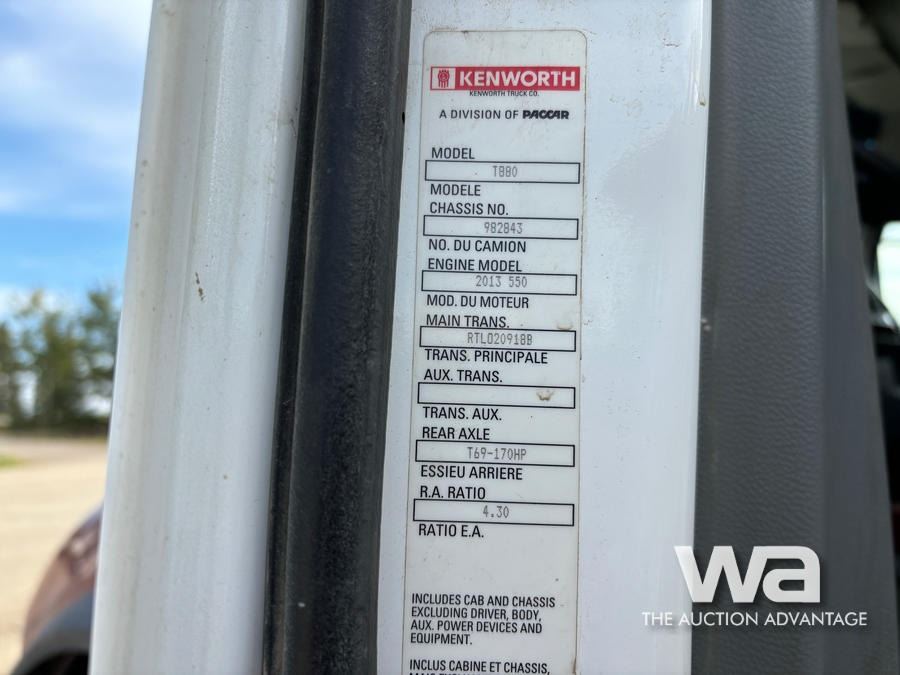 KENWORTH
KENWORTH TRUCK CO.
A DIVISION OF PACCAR
MODEL
T880
MODELE
CHASSIS NO.
982843
NO. DU CAMION
ENGINE MODEL
2013 550
MOD. DU MOTEUR
MAIN TRANS.
RTLO20918B
TRANS. PRINCIPALE
AUX. TRANS.
TRANS. AUX.
REAR AXLE
T69-170HP
ESSIEU ARRIERE
R.A. RATIO
4.30
RATIO E.A.
INCLUDES CAB AND CHASSIS
EXCLUDING DRIVER, BODY,
AUX. POWER DEVICES AND
EQUIPMENT.
INCLUS CABINE ET CHASSIS,
wa
THE AUCTION ADVANTAGE